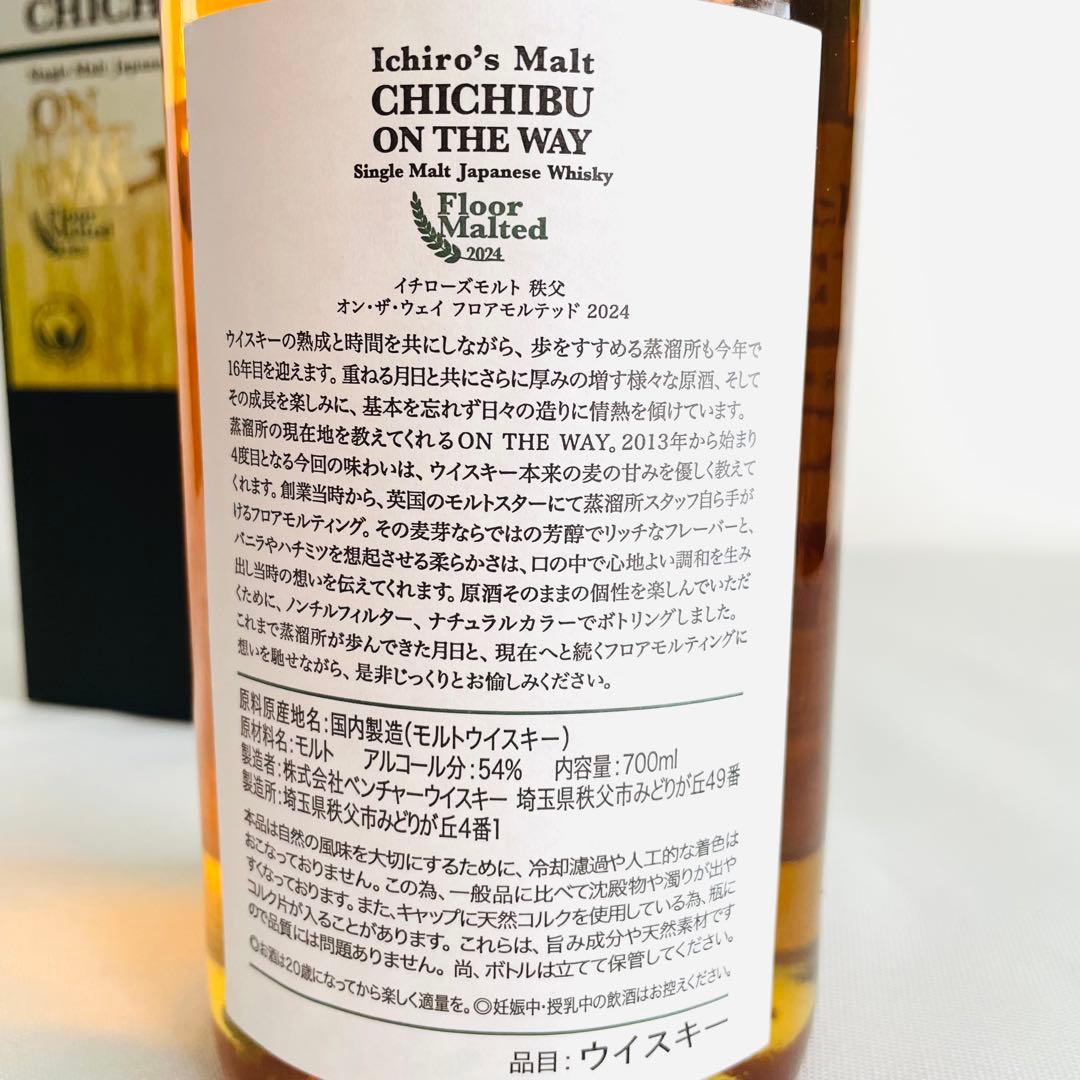 CHICHIBU
Single Malt Japane
ON
Floor
Malted
Ichiro's Malt
CHICHIBU
ON THE WAY
Single Malt Japanese Whisky
Floor
Malted
2024
イチローズモルト 秩父
オン・ザ・ウェイ フロアモルテッド 2024
ウイスキーの熟成と時間を共にしながら、歩をすすめる蒸溜所も今年で
16年目を迎えます。重ねる月日と共にさらに厚みの増す様々な原酒、そして
その成長を楽しみに、基本を忘れず日々の造りに情熱を傾けています。
蒸溜所の現在地を教えてくれるON THE WAY。2013年から始まり
4度目となる今回の味わいは、ウイスキー本来の麦の甘みを優しく教えて
くれます。創業当時から、英国のモルトスターにて蒸溜所スタッフ自ら手が
けるフロアモルティング。その麦芽ならではの芳醇でリッチなフレーバーと、
バニラやハチミツを想起させる柔らかさは、口の中で心地よい調和を生み
出し当時の想いを伝えてくれます。原酒そのままの個性を楽しんでいただ
くために、ノンチルフィルター、ナチュラルカラーでボトリングしました。
これまで蒸溜所が歩んできた月日と、現在へと続くフロアモルティングに
想いを馳せながら、是非じっくりとお愉しみください。
原料原産地名：国内製造（モルトウイスキー）
原材料名：モルト アルコール分：54% 内容量：700ml
製造者：株式会社ベンチャーウイスキー 埼玉県秩父市みどりが丘49番
製造所：埼玉県秩父市みどりが丘4番1
本品は自然の風味を大切にするために、冷却濾過や人工的な着色は
おこなっておりません。この為、一般品に比べて沈殿物や濁りが出や
すくなっております。また、キャップに天然コルクを使用している為、瓶に
コルク片が入ることがあります。これらは、旨み成分や天然素材です
ので品質には問題ありません。尚、ボトルは立てて保管してください。
◎お酒は20歳になってから楽しく適量を。◎妊娠中・授乳中の飲酒はお控えください。
品目：ウイスキー